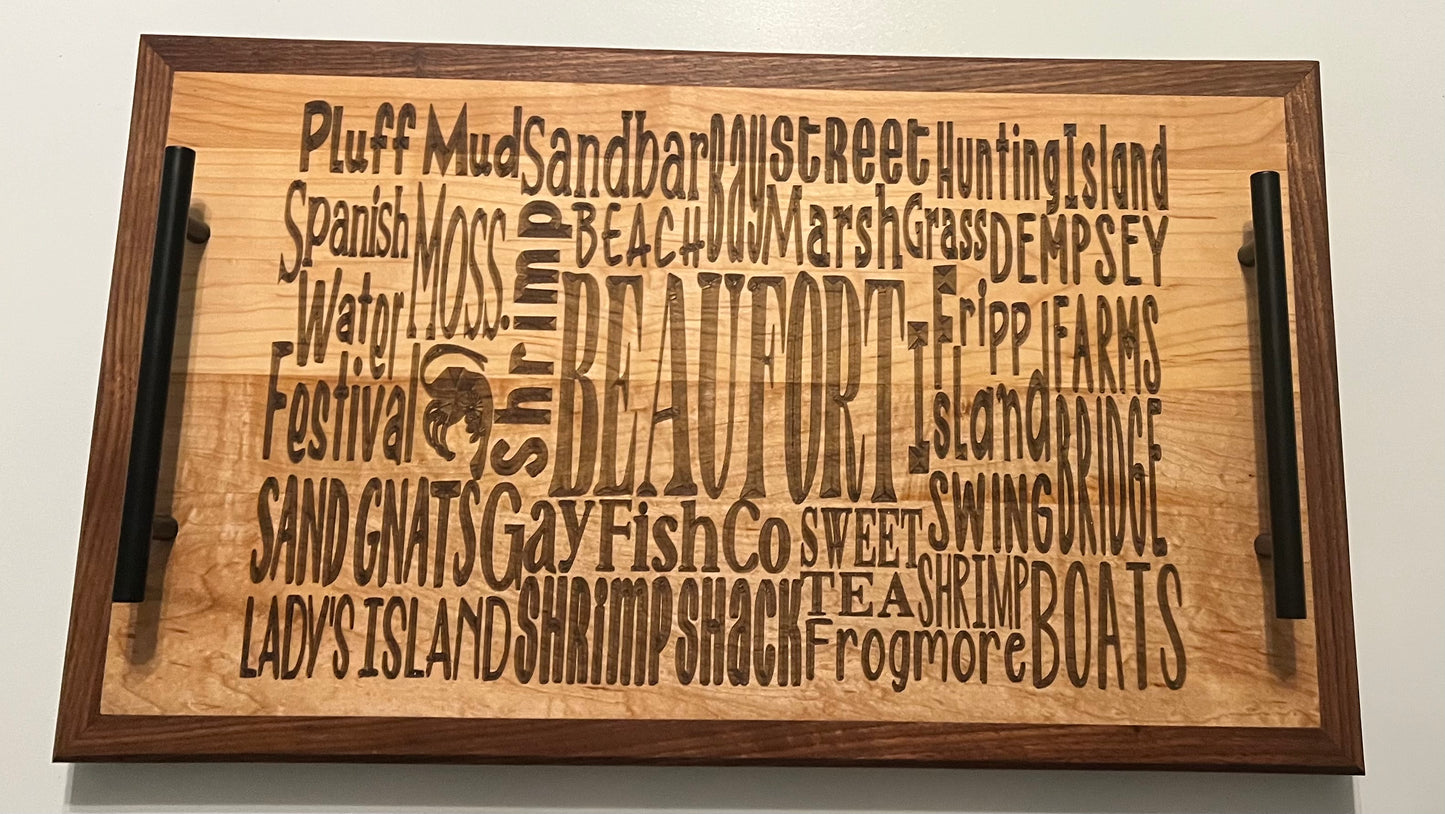 Pluff Mud
Sandbar
BaY StReet
Hunting Island
Spanish Moss.
shrimp
BEACH
Marsh Grass
DEMPSEY FARMS
Water Festival
BEAUFORT
Fripp Island
SWING BRIDGE
SAND GNATS
Gay Fish Co
SWEET TEA
SHRIMP BOATS
LADY'S ISLAND
SHRiMP SHacK
Frogmore